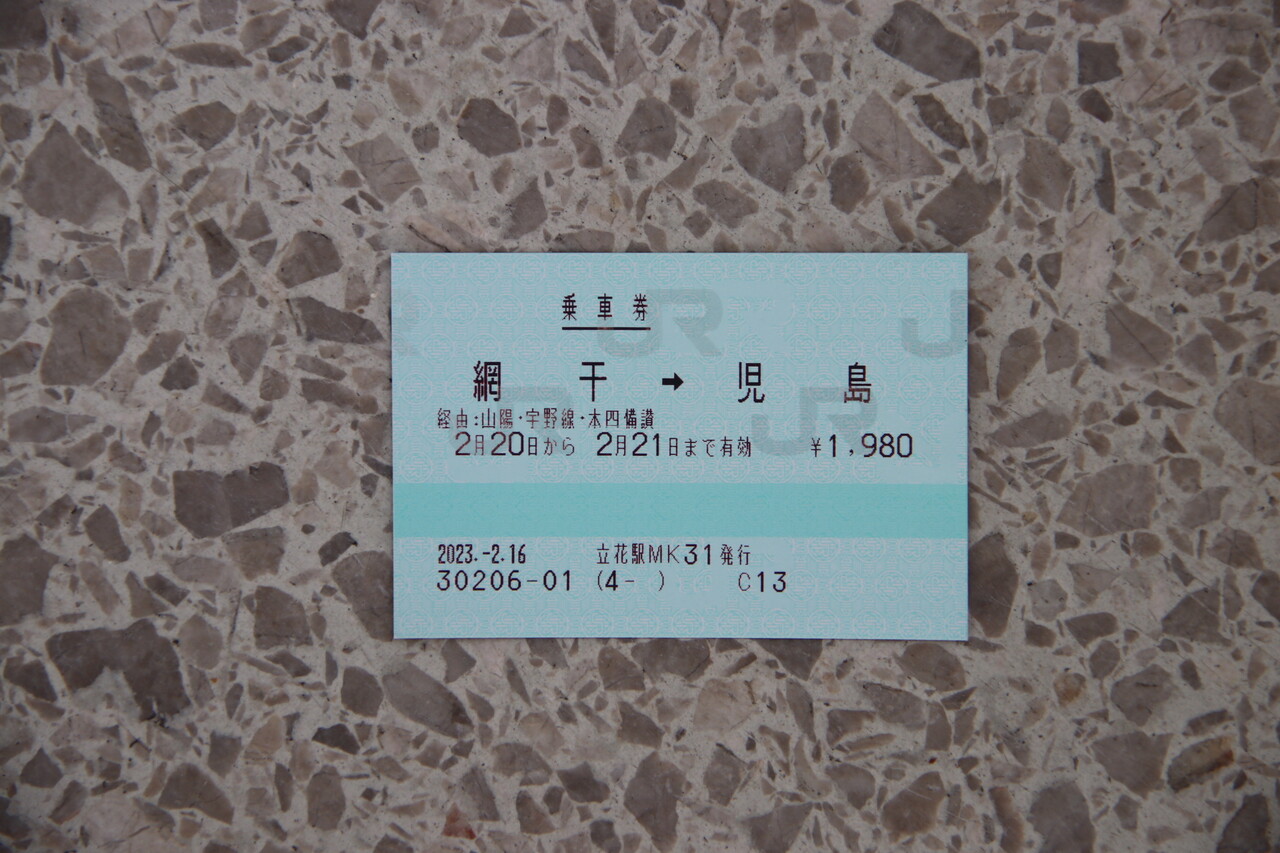 乗車券
網干 ➡ 児島
経由:山陽・宇野線・本四備讃
2月20日から 2月21日まで有効 ¥1,980
2023.-2.16 立花駅MK31発行
30206-01 (4- ) C13